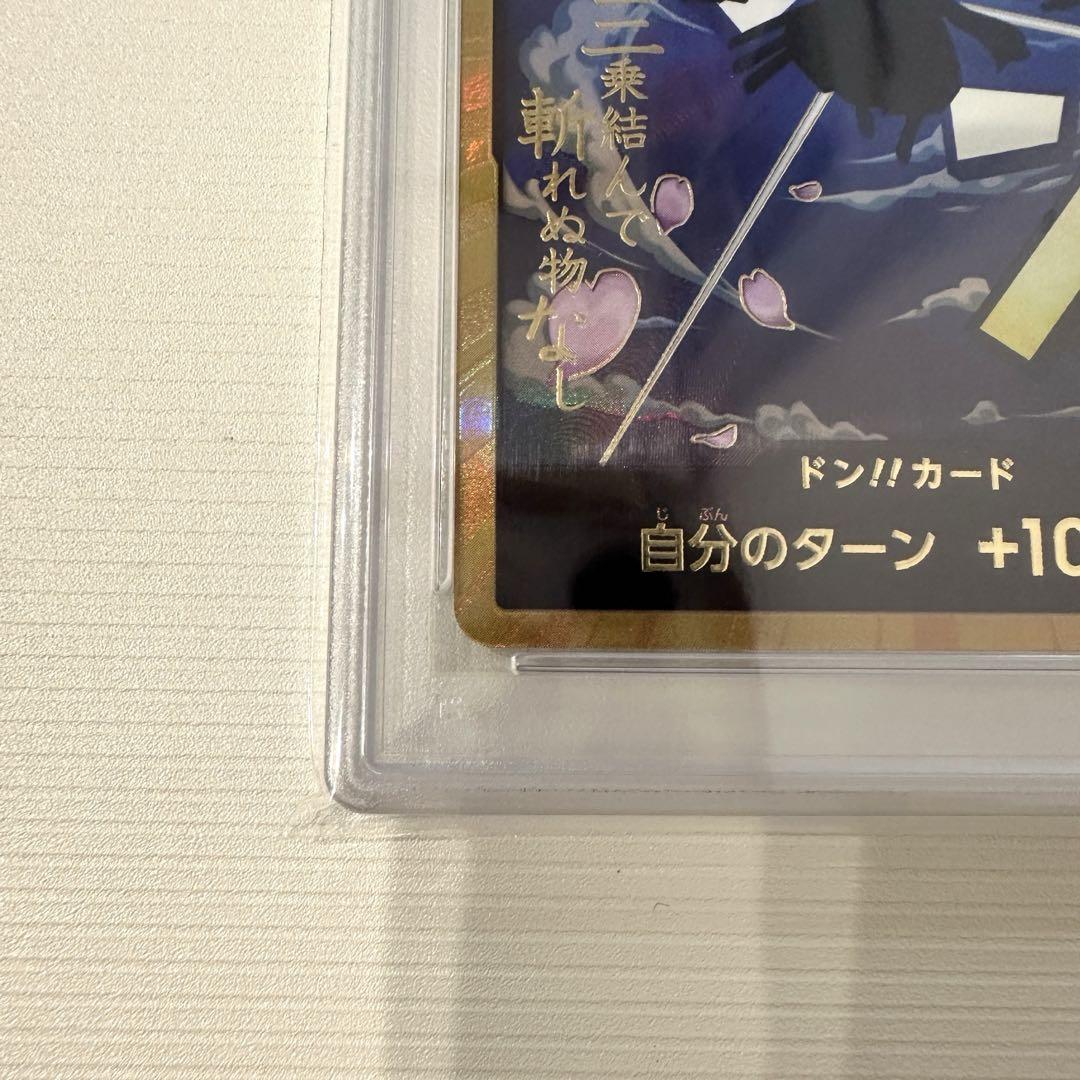 三乗結んで
斬れぬ物なし
ドン!!カード
自分のターン +10
じ ぶん